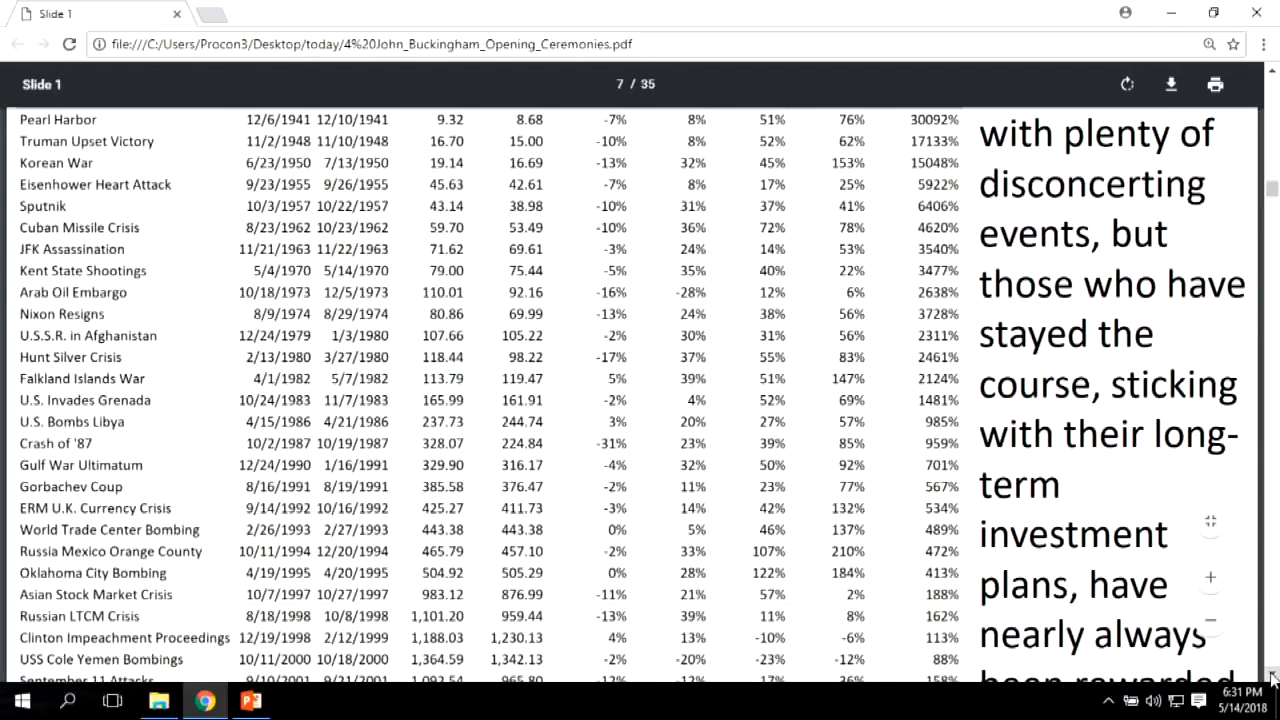 Slide 1
file:///C:/Users/Procon3/Desktop/today/4%20John_Buckingham_Opening_Ceremonies.pdf
Slide 1
7 / 35
Pearl Harbor 12/6/1941 12/10/1941 9.32 8.68 -7% 8% 51% 76% 30092%
Truman Upset Victory 11/2/1948 11/10/1948 16.70 15.00 -10% 8% 52% 62% 17133%
Korean War 6/23/1950 7/13/1950 19.14 16.69 -13% 32% 45% 153% 15048%
Eisenhower Heart Attack 9/23/1955 9/26/1955 45.63 42.61 -7% 8% 17% 25% 5922%
Sputnik 10/3/1957 10/22/1957 43.14 38.98 -10% 31% 37% 41% 6406%
Cuban Missile Crisis 8/23/1962 10/23/1962 59.70 53.49 -10% 36% 72% 78% 4620%
JFK Assassination 11/21/1963 11/22/1963 71.62 69.61 -3% 24% 14% 53% 3540%
Kent State Shootings 5/4/1970 5/14/1970 79.00 75.44 -5% 35% 40% 22% 3477%
Arab Oil Embargo 10/18/1973 12/5/1973 110.01 92.16 -16% -28% 12% 6% 2638%
Nixon Resigns 8/9/1974 8/29/1974 80.86 69.99 -13% 24% 38% 56% 3728%
U.S.S.R. in Afghanistan 12/24/1979 1/3/1980 107.66 105.22 -2% 30% 31% 56% 2311%
Hunt Silver Crisis 2/13/1980 3/27/1980 118.44 98.22 -17% 37% 55% 83% 2461%
Falkland Islands War 4/1/1982 5/7/1982 113.79 119.47 5% 39% 51% 147% 2124%
U.S. Invades Grenada 10/24/1983 11/7/1983 165.99 161.91 -2% 4% 52% 69% 1481%
U.S. Bombs Libya 4/15/1986 4/21/1986 237.73 244.74 3% 20% 27% 57% 985%
Crash of '87 10/2/1987 10/19/1987 328.07 224.84 -31% 23% 39% 85% 959%
Gulf War Ultimatum 12/24/1990 1/16/1991 329.90 316.17 -4% 32% 50% 92% 701%
Gorbachev Coup 8/16/1991 8/19/1991 385.58 376.47 -2% 11% 23% 77% 567%
ERM U.K. Currency Crisis 9/14/1992 10/16/1992 425.27 411.73 -3% 14% 42% 132% 534%
World Trade Center Bombing 2/26/1993 2/27/1993 443.38 443.38 0% 5% 46% 137% 489%
Russia Mexico Orange County 10/11/1994 12/20/1994 465.79 457.10 -2% 33% 107% 210% 472%
Oklahoma City Bombing 4/19/1995 4/20/1995 504.92 505.29 0% 28% 122% 184% 413%
Asian Stock Market Crisis 10/7/1997 10/27/1997 983.12 876.99 -11% 21% 57% 2% 188%
Russian LTCM Crisis 8/18/1998 10/8/1998 1,101.20 959.44 -13% 39% 11% 8% 162%
Clinton Impeachment Proceedings 12/19/1998 2/12/1999 1,188.03 1,230.13 4% 13% -10% -6% 113%
USS Cole Yemen Bombings 10/11/2000 10/18/2000 1,364.59 1,342.13 -2% -20% -23% -12% 88%
September 11 Attacks 9/10/2001 9/21/2001 1,092.54 965.80 -12% -12% 17% 36% 158%
with plenty of
disconcerting
events, but
those who have
stayed the
course, sticking
with their long-
term
investment
plans, have
nearly always
been rewarded
6:31 PM
5/14/2018